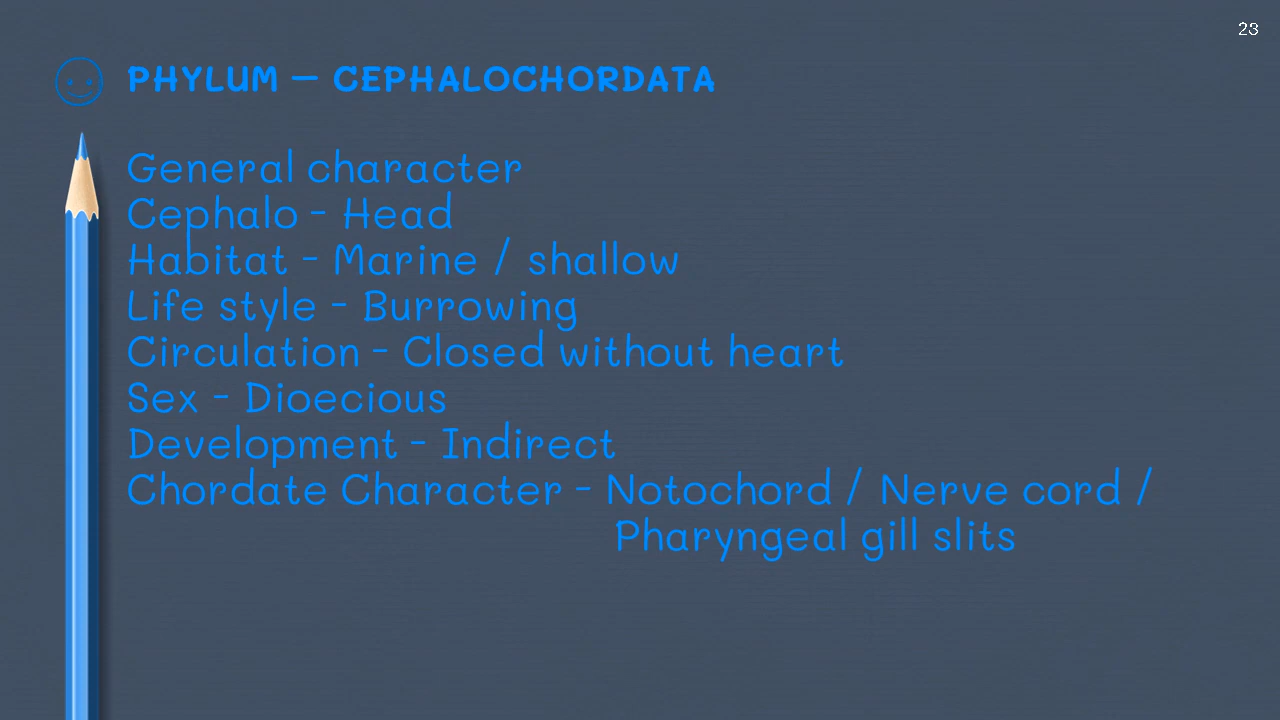 23
PHYLUM – CEPHALOCHORDATA
General character
Cephalo - Head
Habitat - Marine / shallow
Life style - Burrowing
Circulation - Closed without heart
Sex - Dioecious
Development - Indirect
Chordate Character - Notochord / Nerve cord /
Pharyngeal gill slits